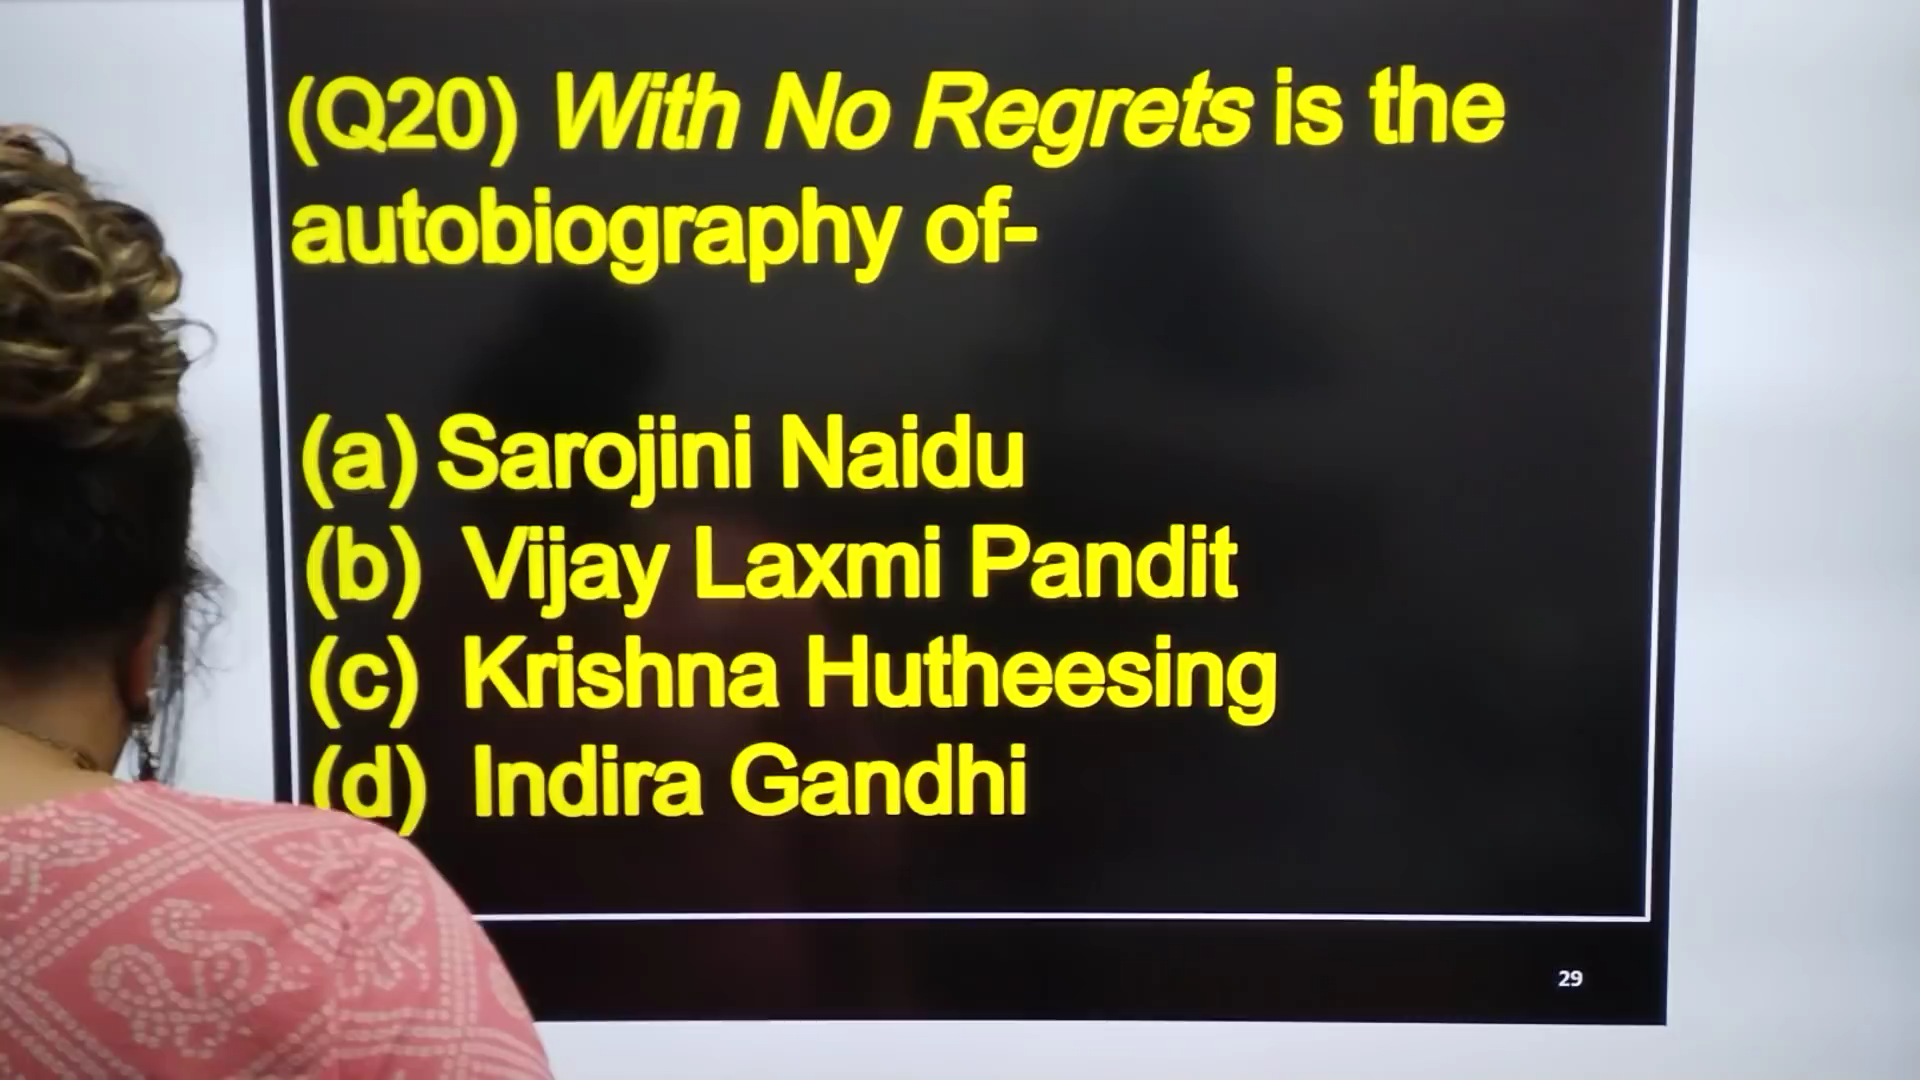 (Q20) With No Regrets is the
autobiography of-
(a) Sarojini Naidu
(b) Vijay Laxmi Pandit
(c) Krishna Hutheesing
(d) Indira Gandhi
29